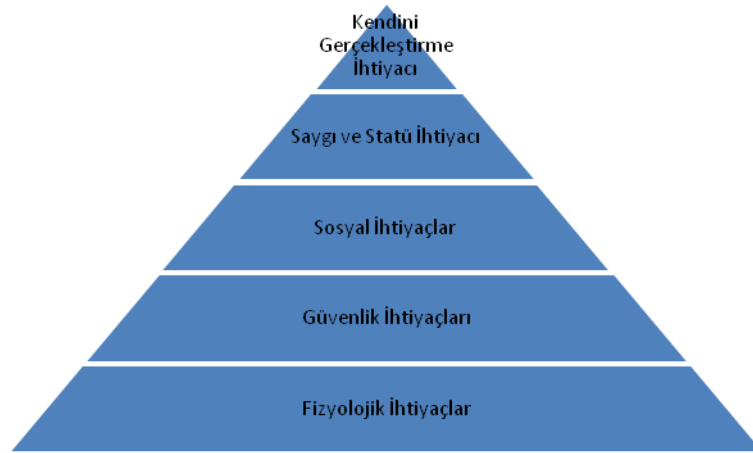 Kendini
Gerçekleştirme
İhtiyacı
Saygı ve Statü İhtiyacı
Sosyal İhtiyaçlar
Güvenlik İhtiyaçları
Fizyolojik İhtiyaçlar